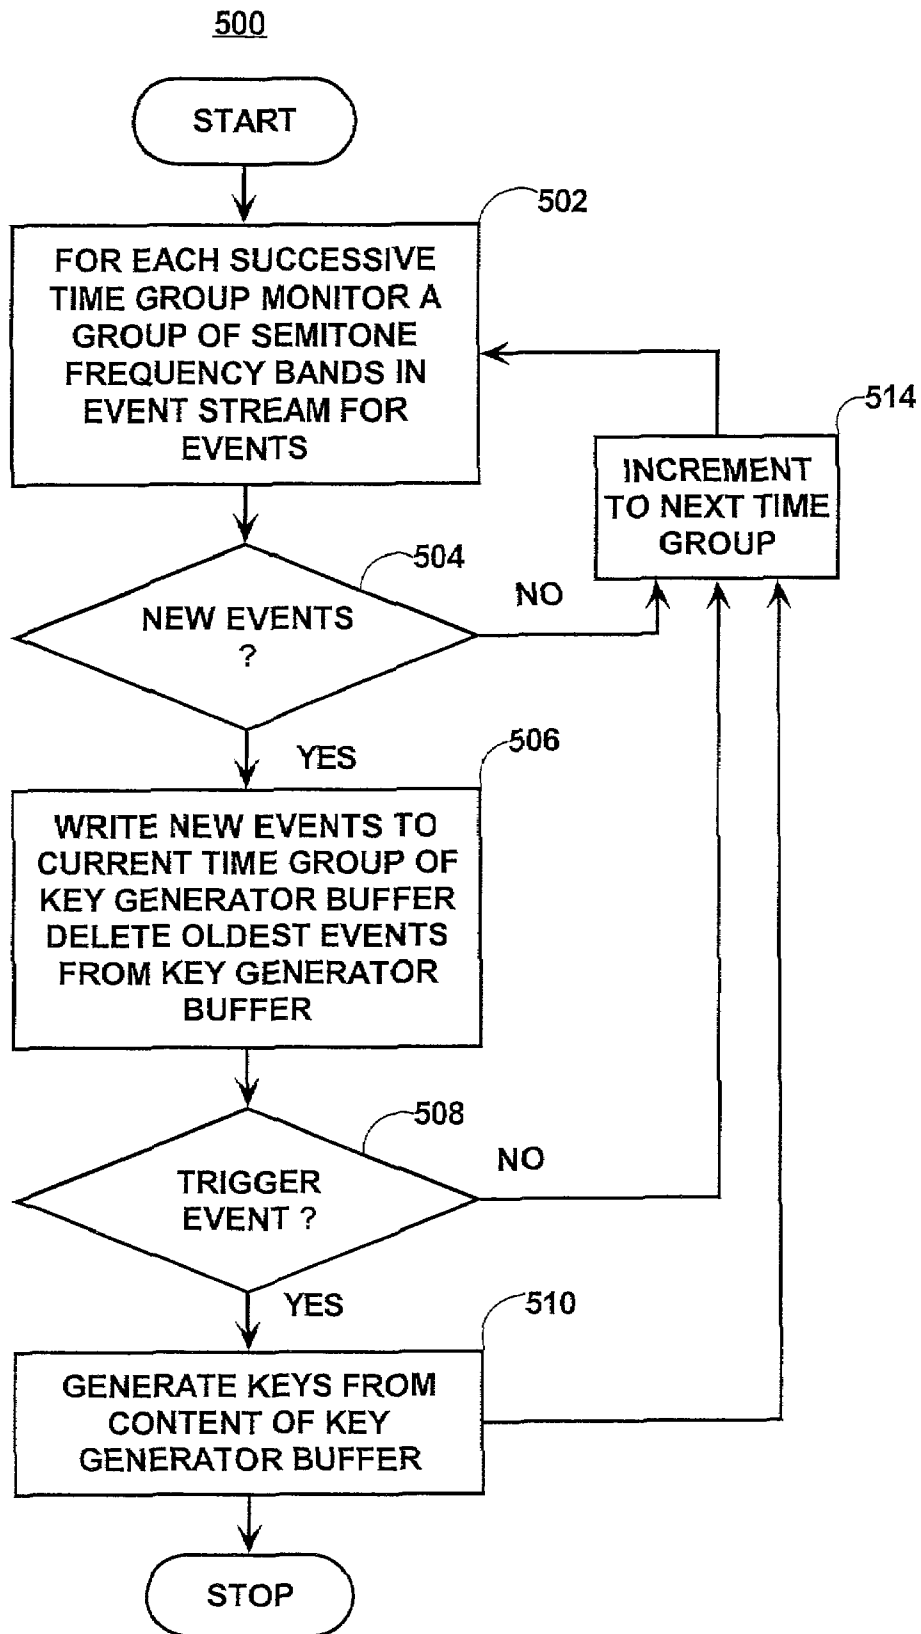 500
START
502
FOR EACH SUCCESSIVE
TIME GROUP MONITOR A
GROUP OF SEMITONE
FREQUENCY BANDS IN
EVENT STREAM FOR
EVENTS
514
INCREMENT
TO NEXT TIME
GROUP
504
NEW EVENTS
?
NO
YES
506
WRITE NEW EVENTS TO
CURRENT TIME GROUP OF
KEY GENERATOR BUFFER
DELETE OLDEST EVENTS
FROM KEY GENERATOR
BUFFER
508
TRIGGER
EVENT ?
NO
YES
510
GENERATE KEYS FROM
CONTENT OF KEY
GENERATOR BUFFER
STOP